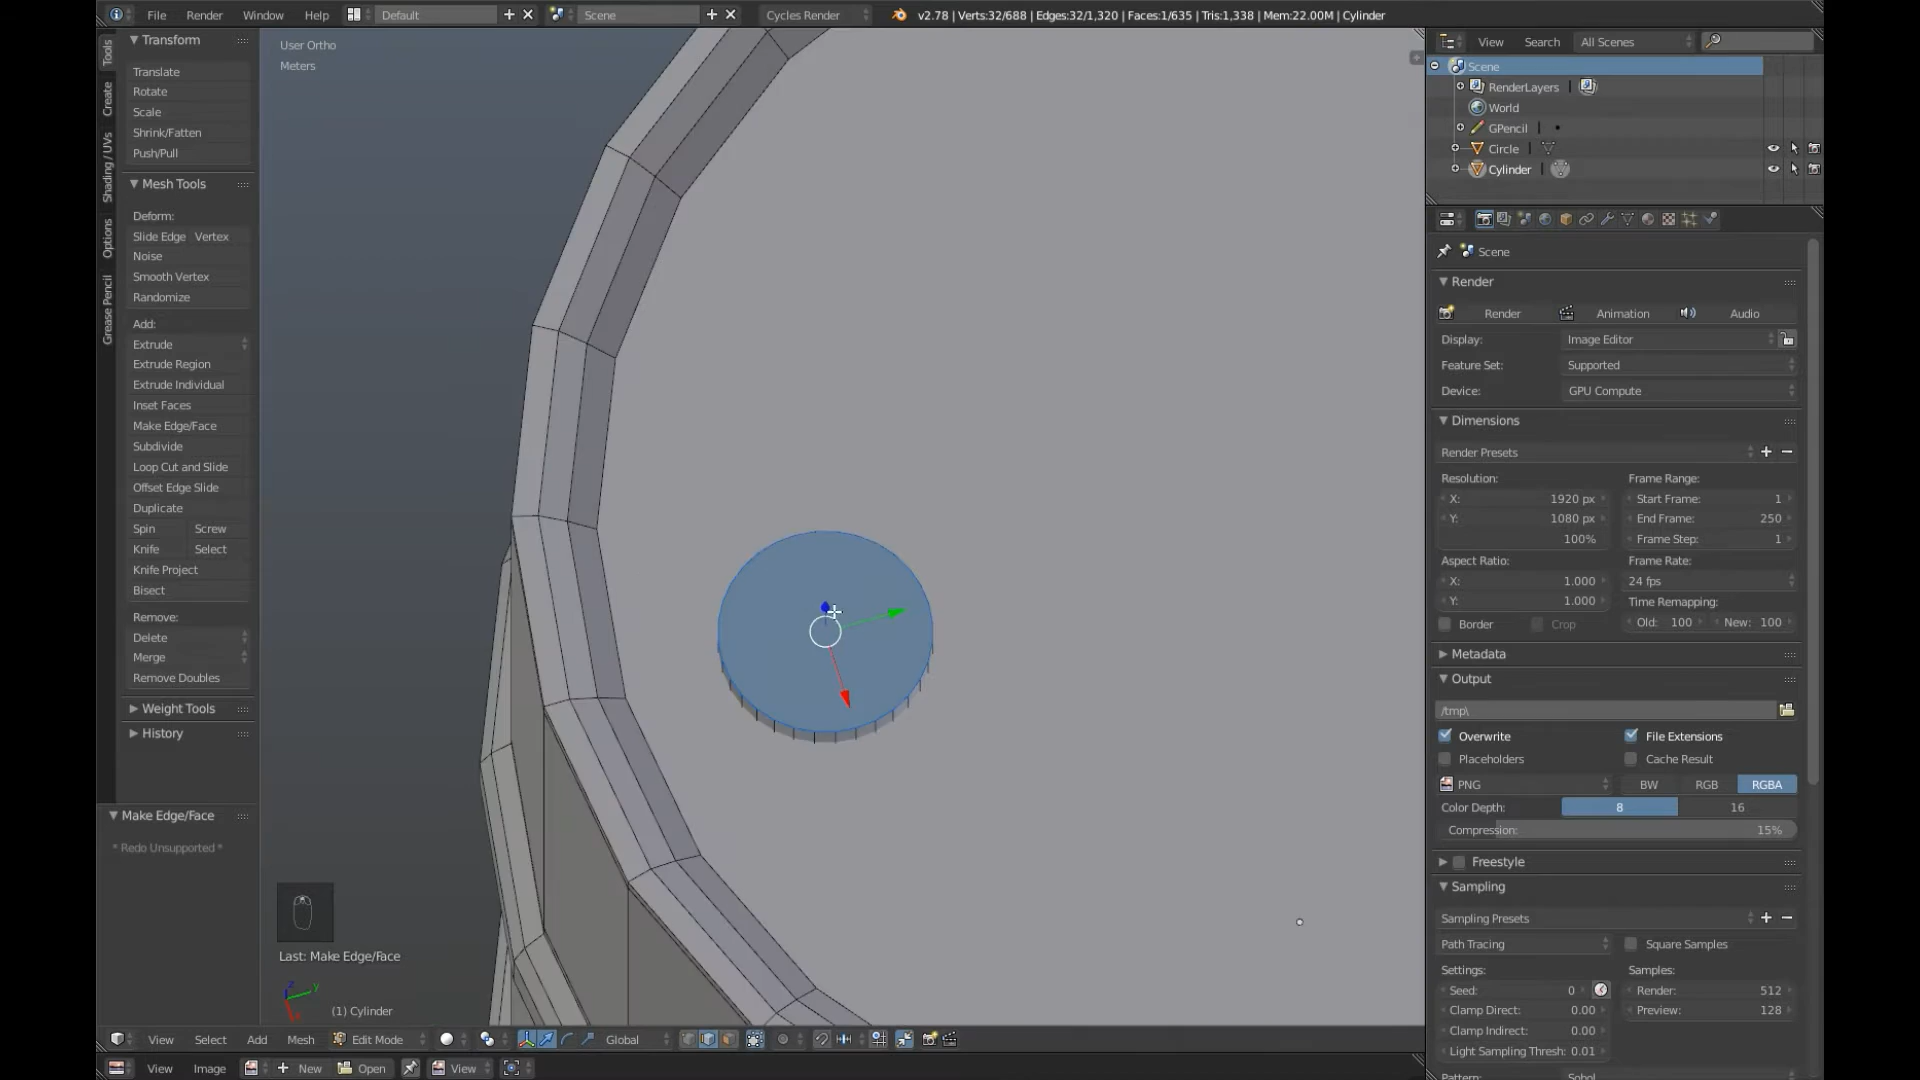 File Render Window Help Default Scene Cycles Render v2.78 | Verts:32/688 | Edges:32/1,320 | Faces:1/635 | Tris:1,338 | Mem:22.00M | Cylinder
Tools
Create
Shading / UVs
Options
Grease Pencil
Transform
Translate
Rotate
Scale
Shrink/Fatten
Push/Pull
Mesh Tools
Deform:
Slide Edge Vertex
Noise
Smooth Vertex
Randomize
Add:
Extrude
Extrude Region
Extrude Individual
Inset Faces
Make Edge/Face
Subdivide
Loop Cut and Slide
Offset Edge Slide
Duplicate
Spin Screw
Knife Select
Knife Project
Bisect
Remove:
Delete
Merge
Remove Doubles
Weight Tools
History
Make Edge/Face
* Redo Unsupported *
User Ortho
Meters
Last: Make Edge/Face
z y x
(1) Cylinder
View Select Add Mesh Edit Mode Global
View Image New Open View
View Search All Scenes
Scene
RenderLayers
World
GPencil
Circle
Cylinder
Scene
Render
Render Animation Audio
Display: Image Editor
Feature Set: Supported
Device: GPU Compute
Dimensions
Render Presets
Resolution: Frame Range:
X: 1920 px Start Frame: 1
Y: 1080 px End Frame: 250
100% Frame Step: 1
Aspect Ratio: Frame Rate:
X: 1.000 24 fps
Y: 1.000 Time Remapping:
Border Crop Old: 100 New: 100
Metadata
Output
/tmp\
Overwrite File Extensions
Placeholders Cache Result
PNG BW RGB RGBA
Color Depth: 8 16
Compression: 15%
Freestyle
Sampling
Sampling Presets
Path Tracing Square Samples
Settings: Samples:
Seed: 0 Render: 512
Clamp Direct: 0.00 Preview: 128
Clamp Indirect: 0.00
Light Sampling Thresh: 0.01
Pattern: Sobol